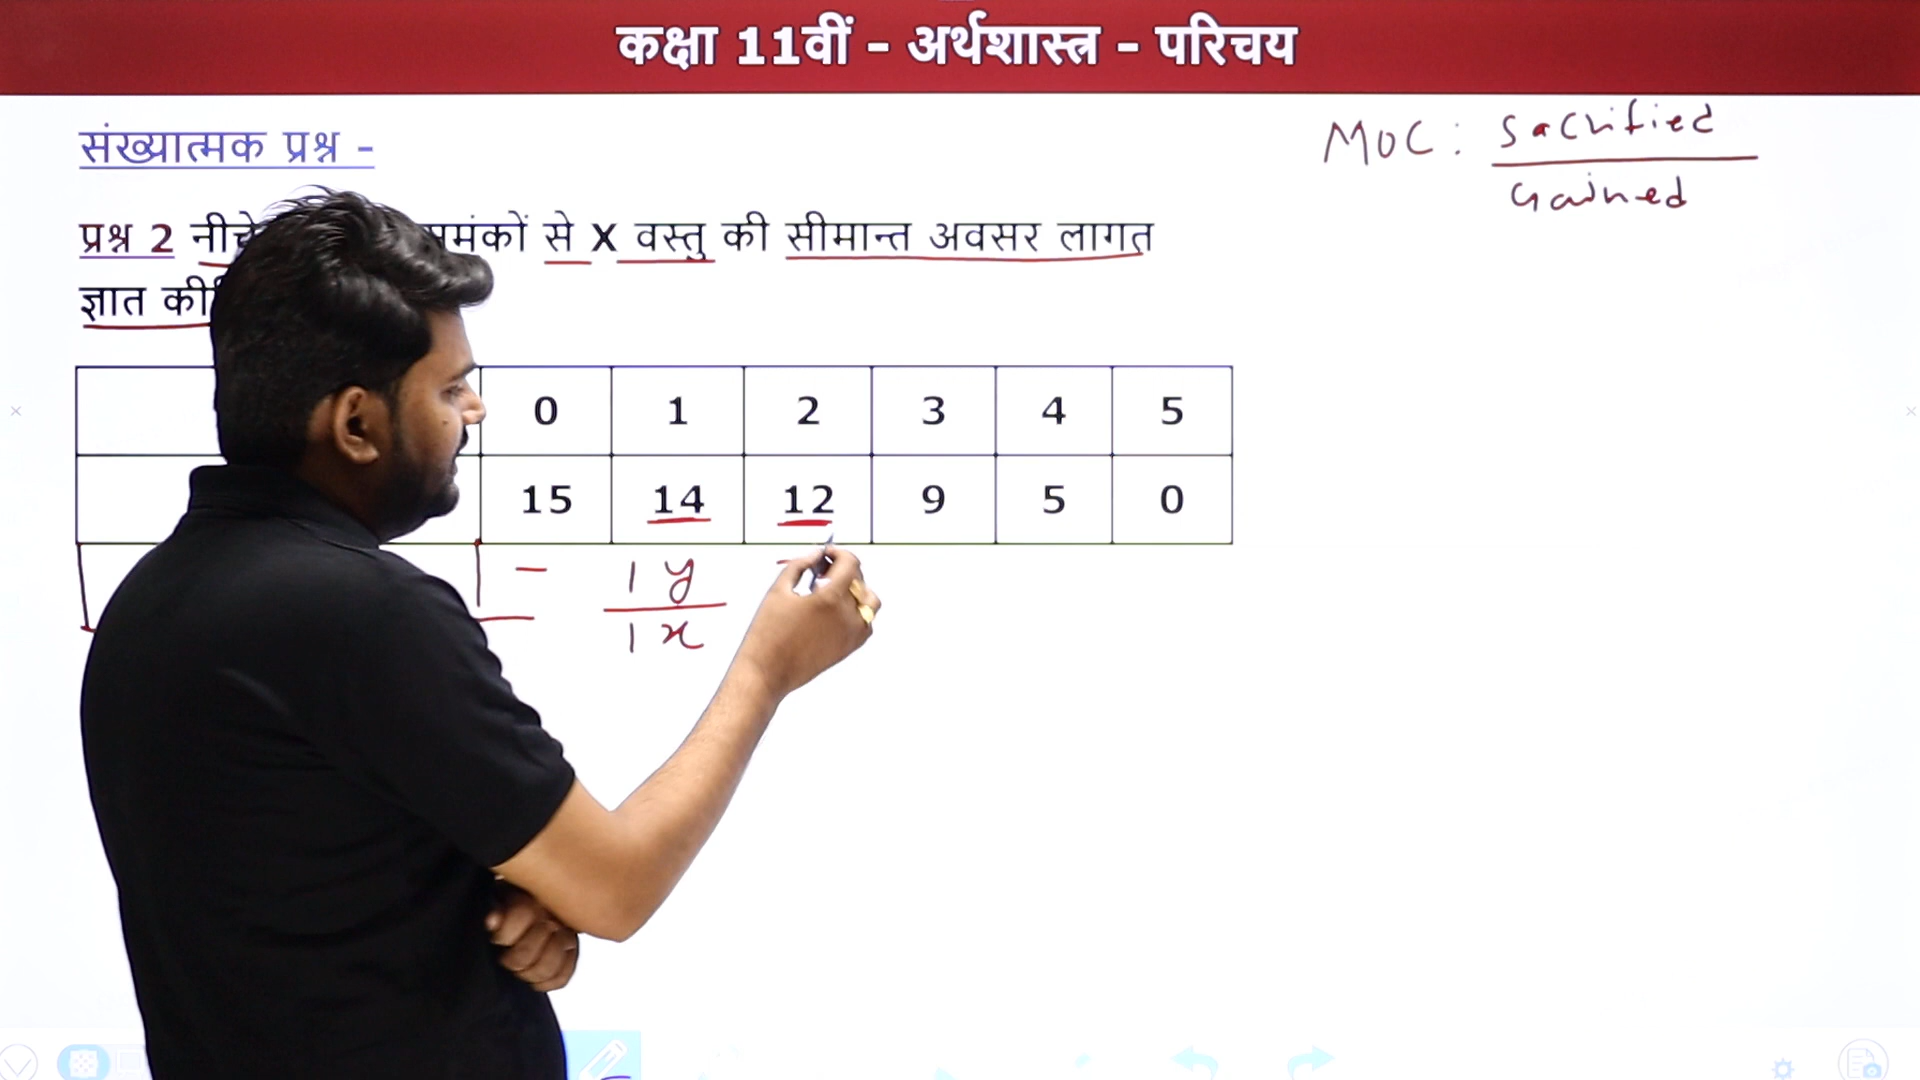 कक्षा 11वीं - अर्थशास्त्र - परिचय
MOC: Sacrified
Gained
संख्यात्मक प्रश्न -
प्रश्न 2 नीचे से X वस्तु की सीमान्त अवसर लागत
ज्ञात
0 1 2 3 4 5
15 14 12 9 5 0
- 1y
1x